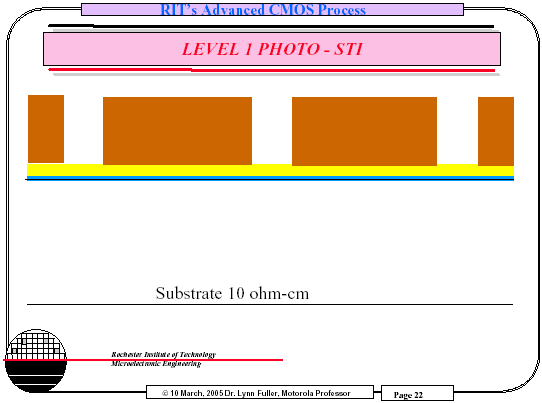 RIT's Advanced CMOS Process
LEVEL 1 PHOTO - STI
Substrate 10 ohm-cm
Rochester Institute of Technology
Microelectronic Engineering
© 10 March, 2005 Dr. Lynn Fuller, Motorola Professor
Page 22